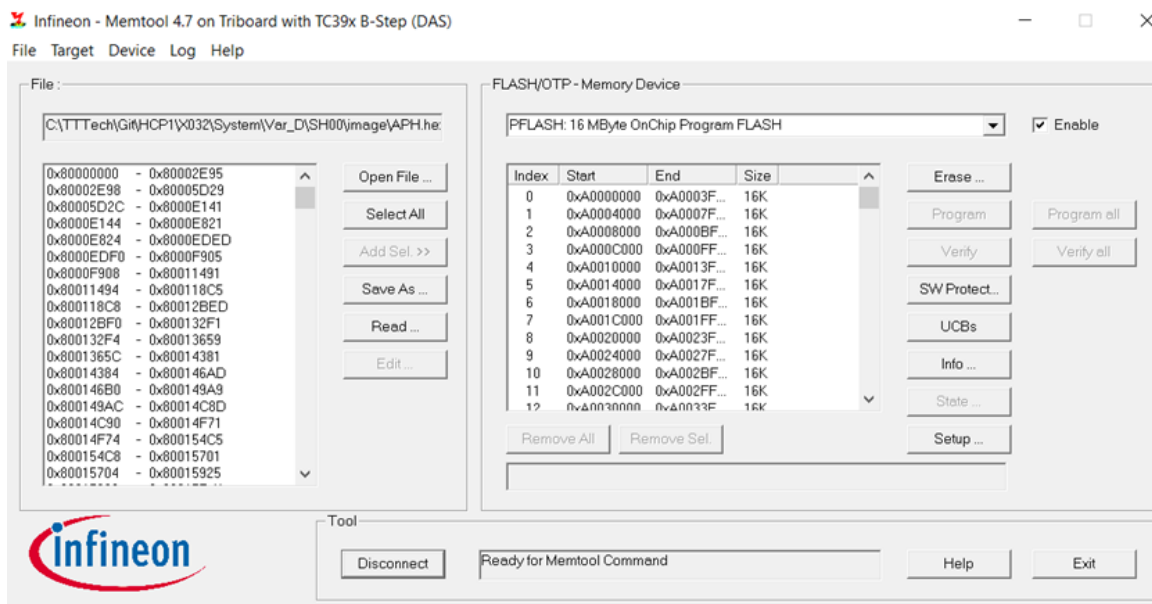 Infineon - Memtool 4.7 on Triboard with TC39x B-Step (DAS)
File Target Device Log Help
File :
C:\TTTech\Git\HCP1\X032\System\Var_D\SH00\image\APH.he
0x80000000 - 0x80002E95
0x80002E98 - 0x80005D29
0x80005D2C - 0x8000E141
0x8000E144 - 0x8000E821
0x8000E824 - 0x8000EDED
0x8000EDF0 - 0x8000F905
0x8000F908 - 0x80011491
0x80011494 - 0x800118C5
0x800118C8 - 0x80012BED
0x80012BF0 - 0x800132F1
0x800132F4 - 0x80013659
0x8001365C - 0x80014381
0x80014384 - 0x800146AD
0x800146B0 - 0x800149A9
0x800149AC - 0x80014C8D
0x80014C90 - 0x80014F71
0x80014F74 - 0x800154C5
0x800154C8 - 0x80015701
0x80015704 - 0x80015925
Open File ...
Select All
Add Sel. >>
Save As ...
Read ...
Edit ...
FLASH/OTP - Memory Device
PFLASH: 16 MByte OnChip Program FLASH
Enable
Index Start End Size
0 0xA0000000 0xA0003F... 16K
1 0xA0004000 0xA0007F... 16K
2 0xA0008000 0xA000BF... 16K
3 0xA000C000 0xA000FF... 16K
4 0xA0010000 0xA0013F... 16K
5 0xA0014000 0xA0017F... 16K
6 0xA0018000 0xA001BF... 16K
7 0xA001C000 0xA001FF... 16K
8 0xA0020000 0xA0023F... 16K
9 0xA0024000 0xA0027F... 16K
10 0xA0028000 0xA002BF... 16K
11 0xA002C000 0xA002FF... 16K
12 0xA0030000 0xA0033F... 16K
Erase ...
Program
Program all
Verify
Verify all
SW Protect...
UCBs
Info ...
State ...
Setup ...
Remove All
Remove Sel.
infineon
Tool
Disconnect
Ready for Memtool Command
Help
Exit